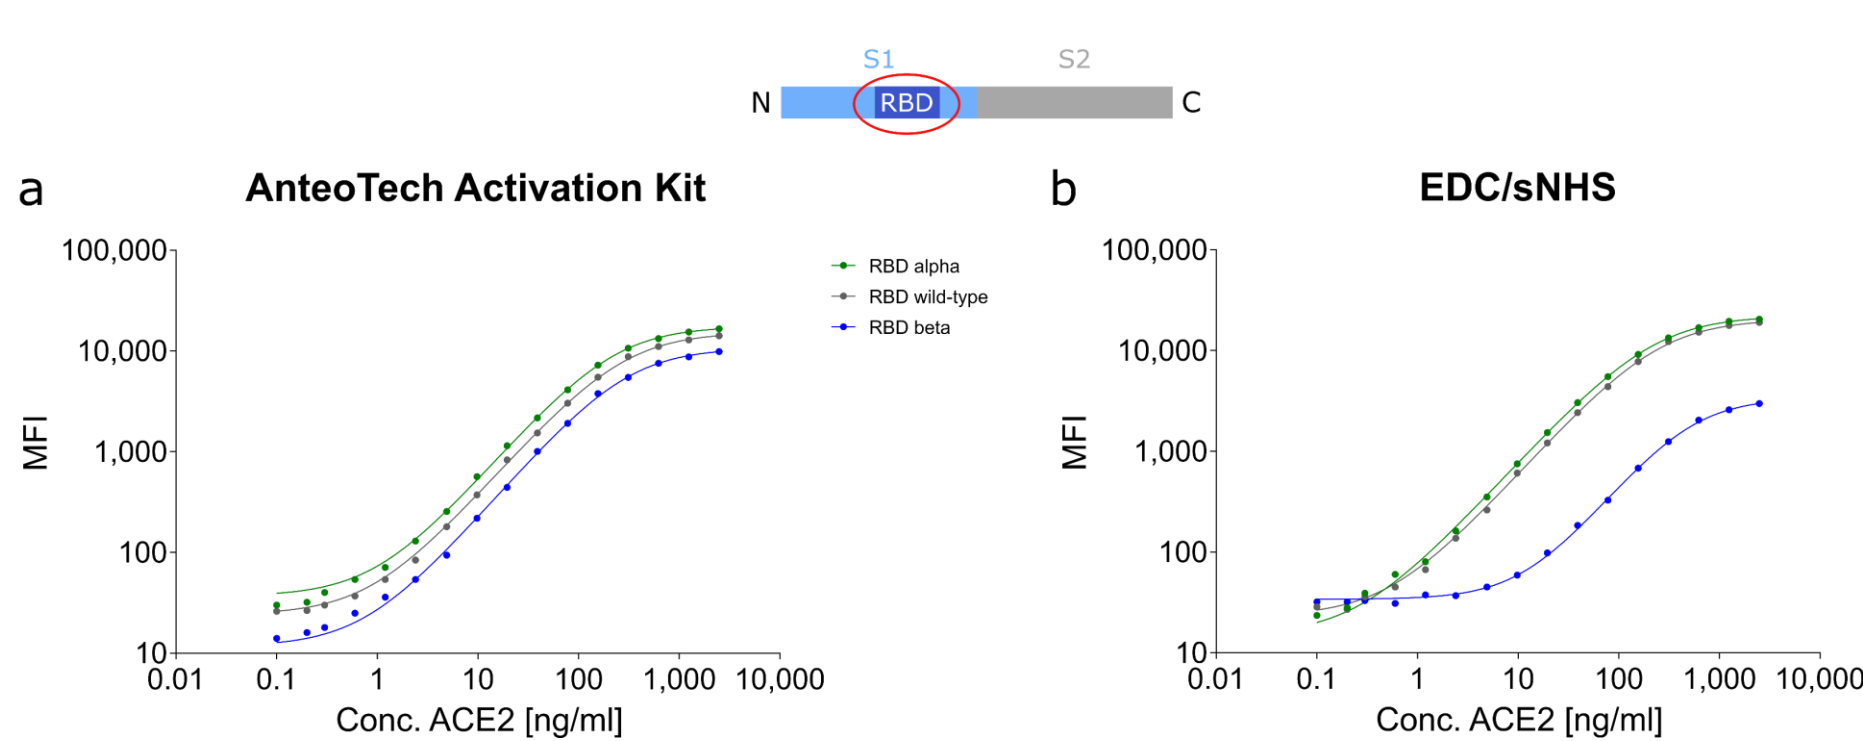 S1 S2
N RBD C
a AnteoTech Activation Kit
100,000
10,000
1,000
100
10
MFI
0.01 0.1 1 10 100 1,000 10,000
Conc. ACE2 [ng/ml]
RBD alpha
RBD wild-type
RBD beta
b EDC/sNHS
100,000
10,000
1,000
100
10
MFI
0.01 0.1 1 10 100 1,000 10,000
Conc. ACE2 [ng/ml]